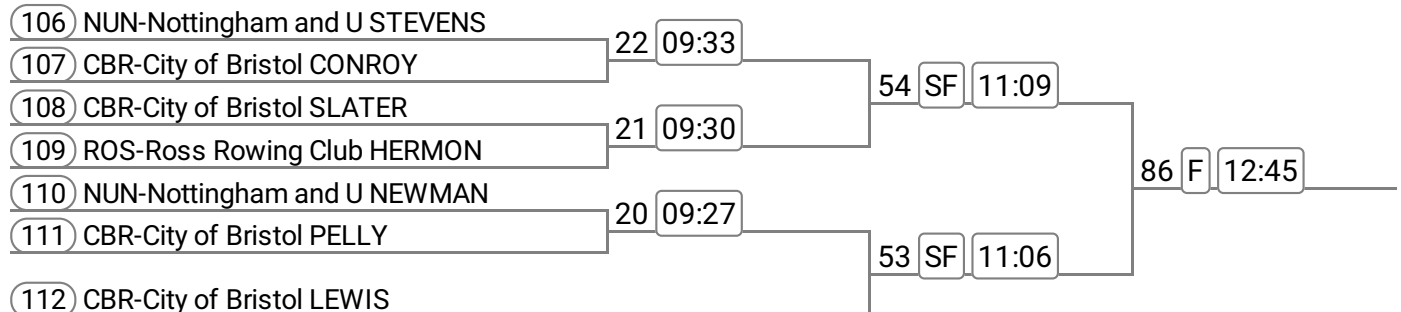 106 NUN-Nottingham and U STEVENS
107 CBR-City of Bristol CONROY
22 09:33
108 CBR-City of Bristol SLATER
109 ROS-Ross Rowing Club HERMON
21 09:30
54 SF 11:09
110 NUN-Nottingham and U NEWMAN
111 CBR-City of Bristol PELLY
20 09:27
112 CBR-City of Bristol LEWIS
53 SF 11:06
86 F 12:45